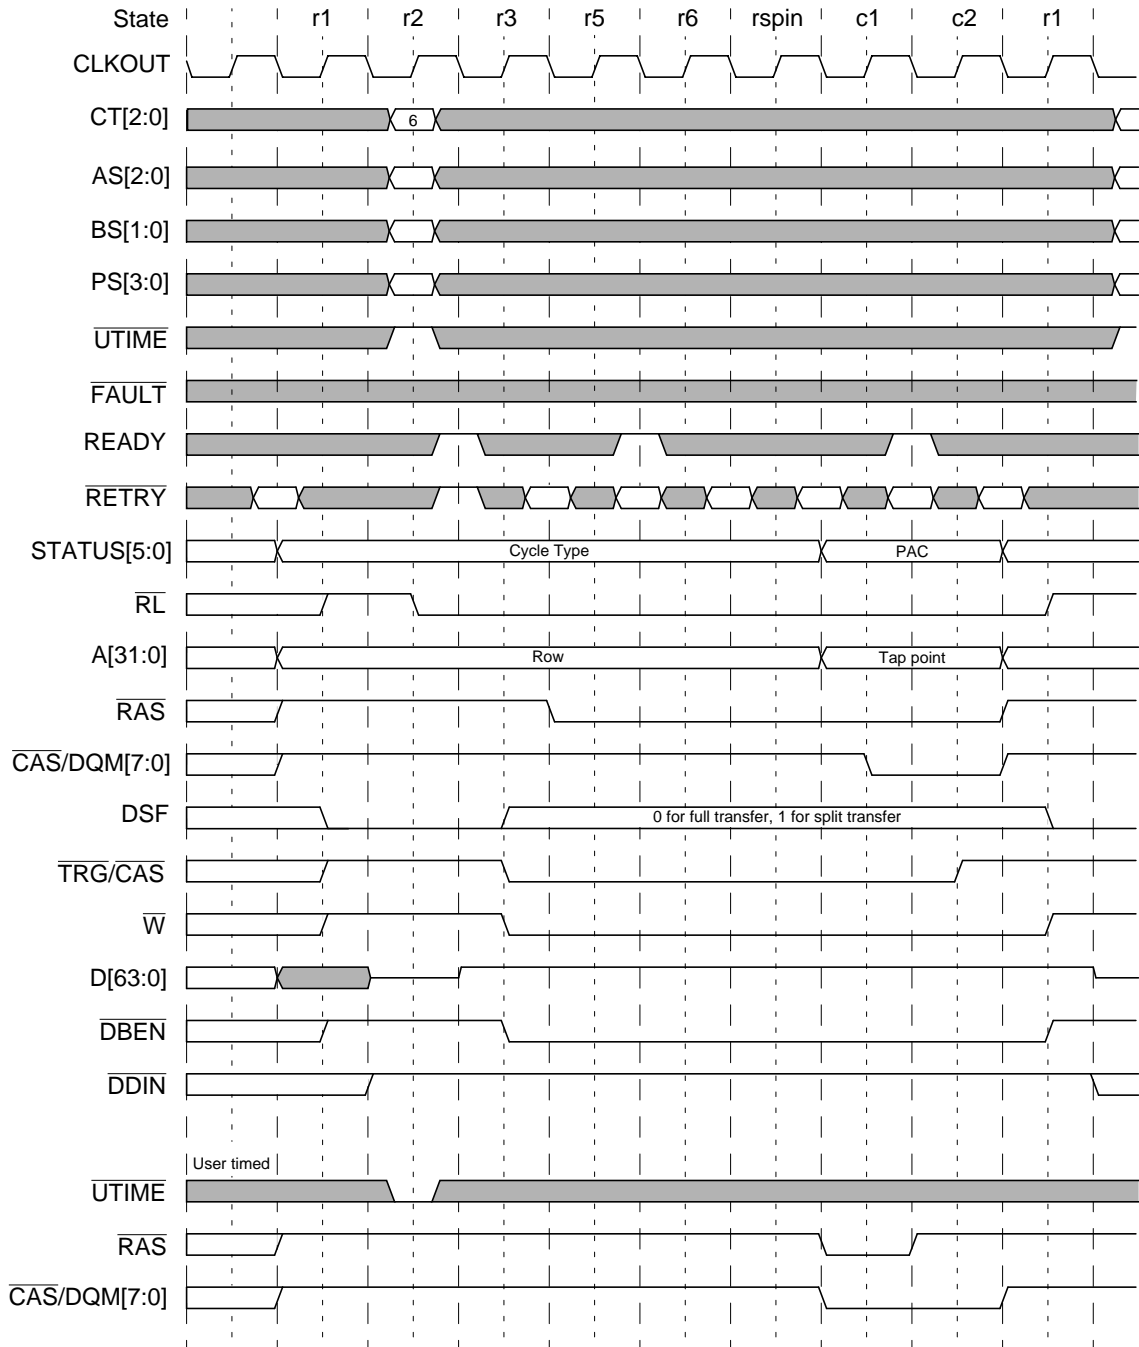 State r1 r2 r3 r5 r6 rspin c1 c2 r1
CLKOUT
CT[2:0] 6
AS[2:0]
BS[1:0]
PS[3:0]
UTIME
FAULT
READY
RETRY
STATUS[5:0] Cycle Type PAC
RL
A[31:0] Row Tap point
RAS
CAS/DQM[7:0]
DSF 0 for full transfer, 1 for split transfer
TRG/CAS
W
D[63:0]
DBEN
DDIN
User timed
UTIME
RAS
CAS/DQM[7:0]